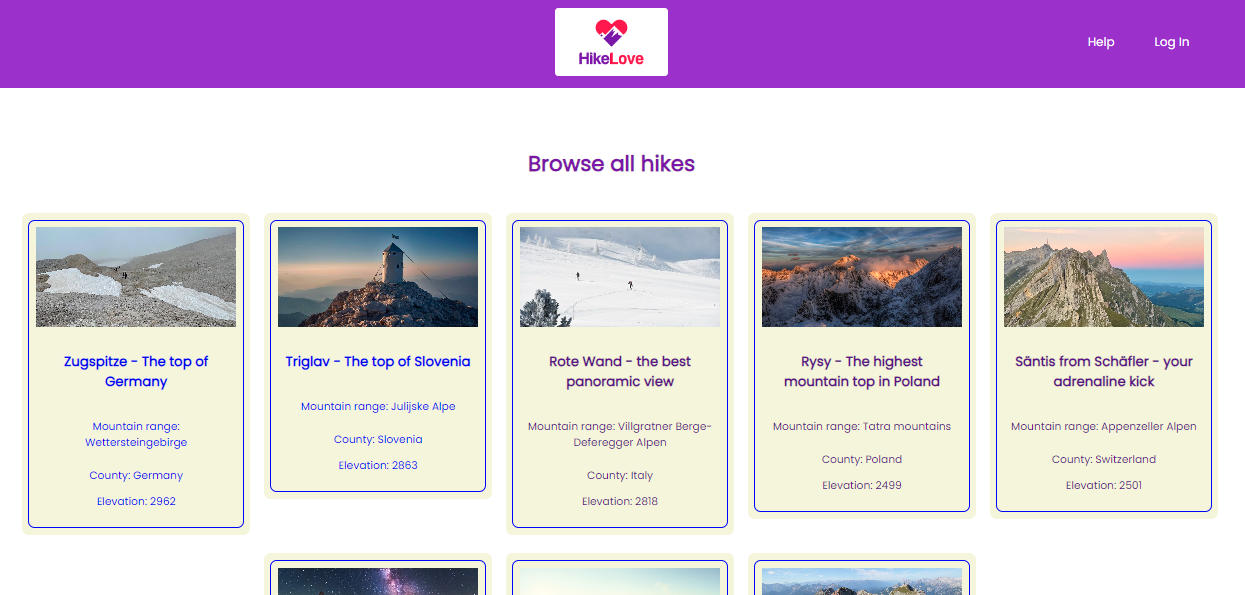 HikeLove
Help
Log In
Browse all hikes
Zugspitze - The top of
Germany
Mountain range:
Wettersteingebirge
County: Germany
Elevation: 2962
Triglav - The top of Slovenia
Mountain range: Julijske Alpe
County: Slovenia
Elevation: 2863
Rote Wand - the best
panoramic view
Mountain range: Villgratner Berge-
Deferegger Alpen
County: Italy
Elevation: 2818
Rysy - The highest
mountain top in Poland
Mountain range: Tatra mountains
County: Poland
Elevation: 2499
Säntis from Schäfler - your
adrenaline kick
Mountain range: Appenzeller Alpen
County: Switzerland
Elevation: 2501